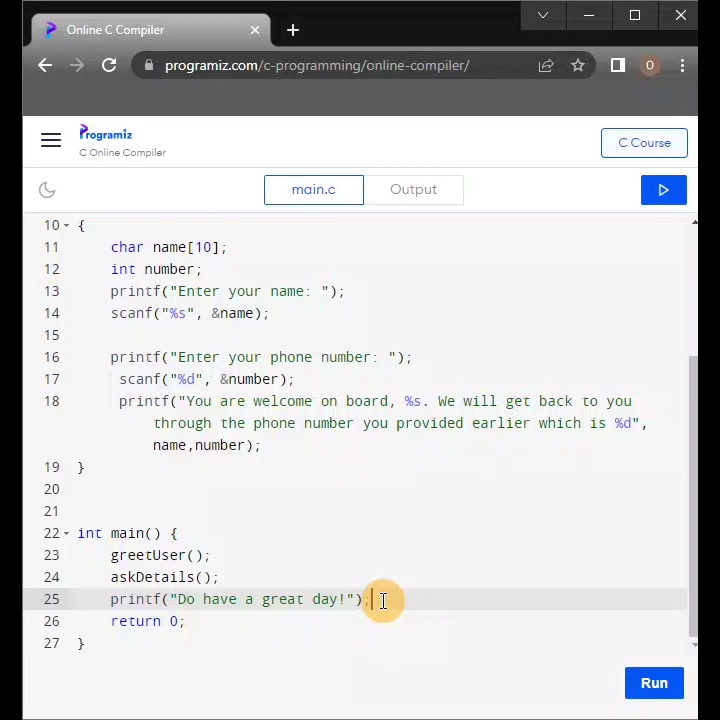 Online C Compiler
programiz.com/c-programming/online-compiler/
O
Programiz
C Online Compiler
C Course
main.c
Output
10 {
11 char name[10];
12 int number;
13 printf("Enter your name: ");
14 scanf("%s", &name);
15
16 printf("Enter your phone number: ");
17 scanf("%d", &number);
18 printf("You are welcome on board, %s. We will get back to you
through the phone number you provided earlier which is %d",
name,number);
19 }
20
21
22 int main() {
23 greetUser();
24 askDetails();
25 printf("Do have a great day!");
26 return 0;
27 }
Run